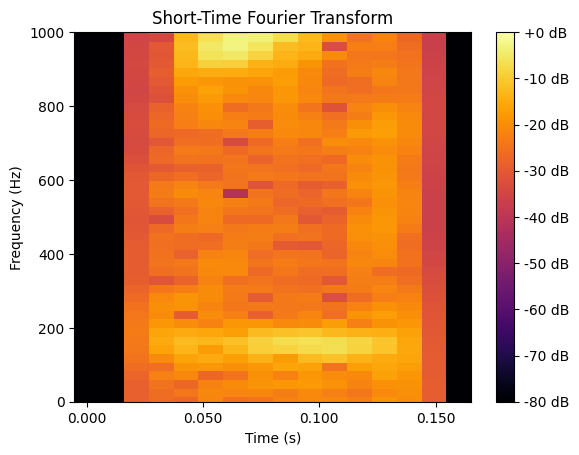 Short-Time Fourier Transform
1000
800
600
400
200
0
Frequency (Hz)
0.000
0.050
0.100
0.150
Time (s)
+0 dB
-10 dB
-20 dB
-30 dB
-40 dB
-50 dB
-60 dB
-70 dB
-80 dB